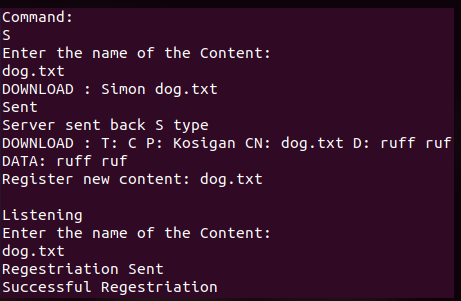 Command:
S
Enter the name of the Content:
dog.txt
DOWNLOAD : Simon dog.txt
Sent
Server sent back S type
DOWNLOAD : T: C P: Kosigan CN: dog.txt D: ruff ruf
DATA: ruff ruf
Register new content: dog.txt
Listening
Enter the name of the Content:
dog.txt
Regestriation Sent
Successful Regestriation